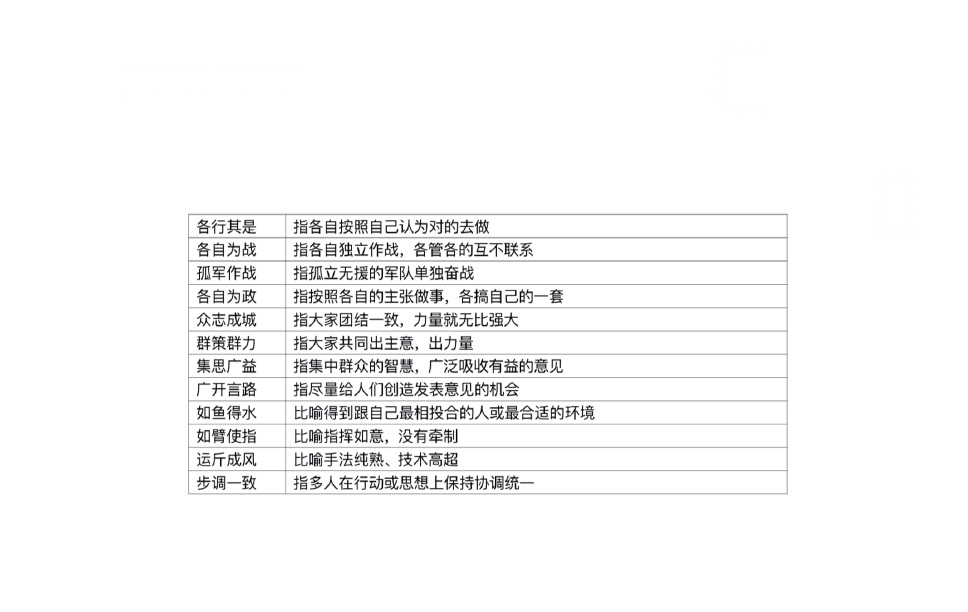 各行其是 指各自按照自己认为对的去做
各自为战 指各自独立作战，各管各的互不联系
孤军作战 指孤立无援的军队单独奋战
各自为政 指按照各自的主张做事，各搞自己的一套
众志成城 指大家团结一致，力量就无比强大
群策群力 指大家共同出主意，出力量
集思广益 指集中群众的智慧，广泛吸收有益的意见
广开言路 指尽量给人们创造发表意见的机会
如鱼得水 比喻得到跟自己最相投合的人或最合适的环境
如臂使指 比喻指挥如意，没有牵制
运斤成风 比喻手法纯熟、技术高超
步调一致 指多人在行动或思想上保持协调统一